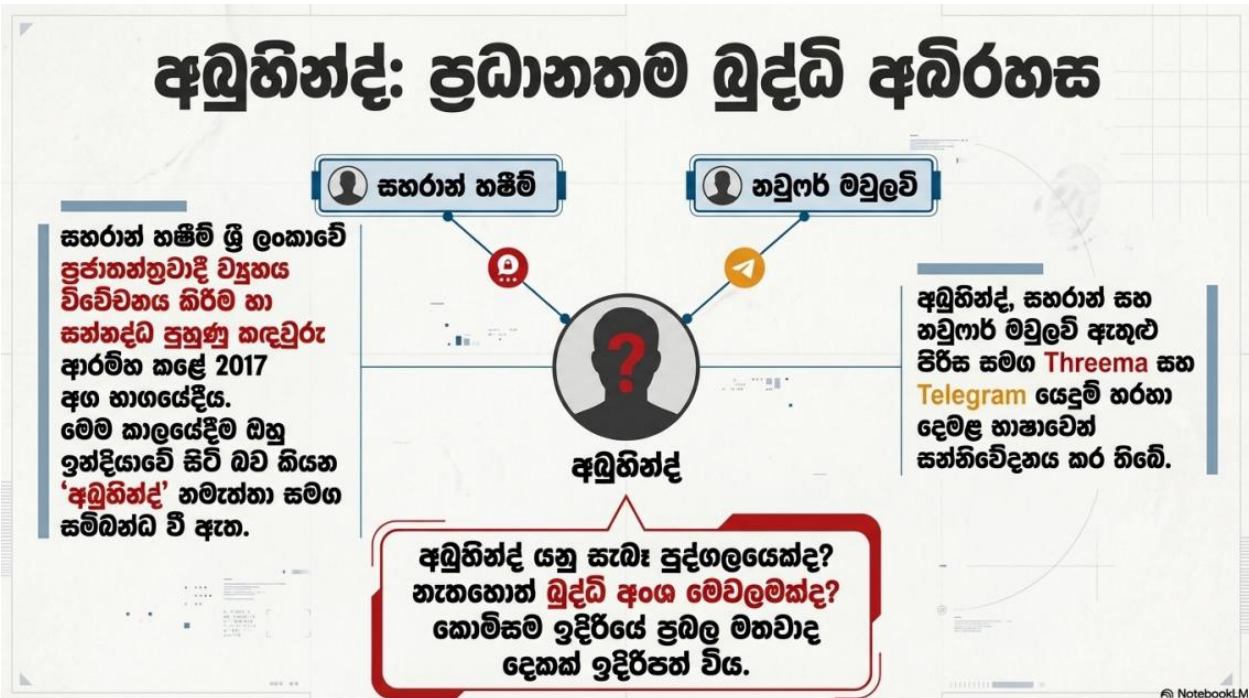 අබුහින්ද්: ප්‍රධානතම බුද්ධි අබිරහස
සහරාන් හෂීම්
නවුෆර් මවුලවි
සහරාන් හෂීම් ශ්‍රී ලංකාවේ
ප්‍රජාතන්ත්‍රවාදී ව්‍යුහය
විවේචනය කිරීම හා
සන්නද්ධ පුහුණු කඳවුරු
ආරම්භ කළේ 2017
අග භාගයේදීය.
මෙම කාලයේදීම ඔහු
ඉන්දියාවේ සිටි බව කියන
‘අබුහින්ද්’ නමැත්තා සමග
සම්බන්ධ වී ඇත.
අබුහින්ද්, සහරාන් සහ
නවුෆාර් මවුලවි ඇතුළු
පිරිස සමග Threema සහ
Telegram යෙදුම් හරහා
දෙමළ භාෂාවෙන්
සන්නිවේදනය කර තිබේ.
අබුහින්ද්
අබුහින්ද් යනු සැබෑ පුද්ගලයෙක්ද?
නැතහොත් බුද්ධි අංශ මෙවලමක්ද?
කොමිසම ඉදිරියේ ප්‍රබල මතවාද
දෙකක් ඉදිරිපත් විය.
NotebookLM